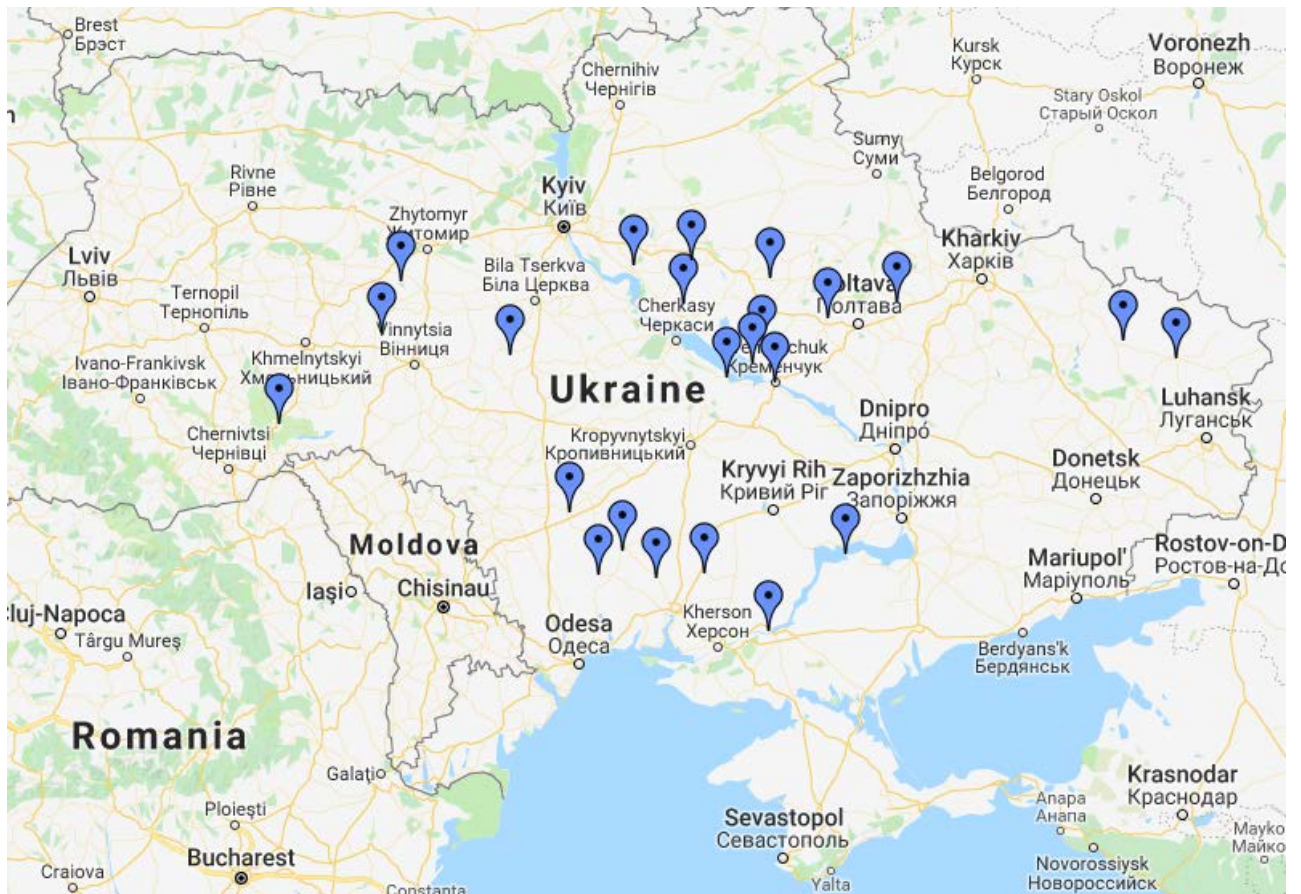 Brest
Брэст
Kursk
Курск
Voronezh
Воронеж
Chernihiv
Чернігів
Stary Oskol
Старый Оскол
Sumy
Суми
Rivne
Рівне
Belgorod
Белгород
Kyiv
Київ
Zhytomyr
Житомир
Kharkiv
Харків
Lviv
Львів
Bila Tserkva
Біла Церква
Ternopil
Тернопіль
Cherkasy
Черкаси
Полтава
Vinnytsia
Вінниця
Khmelnytskyi
Ivano-Frankivsk
Івано-Франківськ
Кременчук
Ukraine
Luhansk
Луганськ
Chernivtsi
Чернівці
Dnipro
Дніпро́
Kropyvnytskyi
Кропивницький
Kryvyi Rih
Кривий Ріг
Zaporizhzhia
Запоріжжя
Donetsk
Донецьк
Moldova
Iași
Chisinau
Mariupol'
Маріуполь
Rostov-on-D
Ростов-на-До
luj-Napoca
Târgu Mureș
Odesa
Одеса
Kherson
Херсон
Berdyans'k
Бердянськ
Romania
Galați
Ploiești
Bucharest
Craiova
Constanta
Sevastopol
Севастополь
Yalta
Krasnodar
Краснодар
Anapa
Анапа
Mayko
Майко
Novorossiysk
Новороссийск